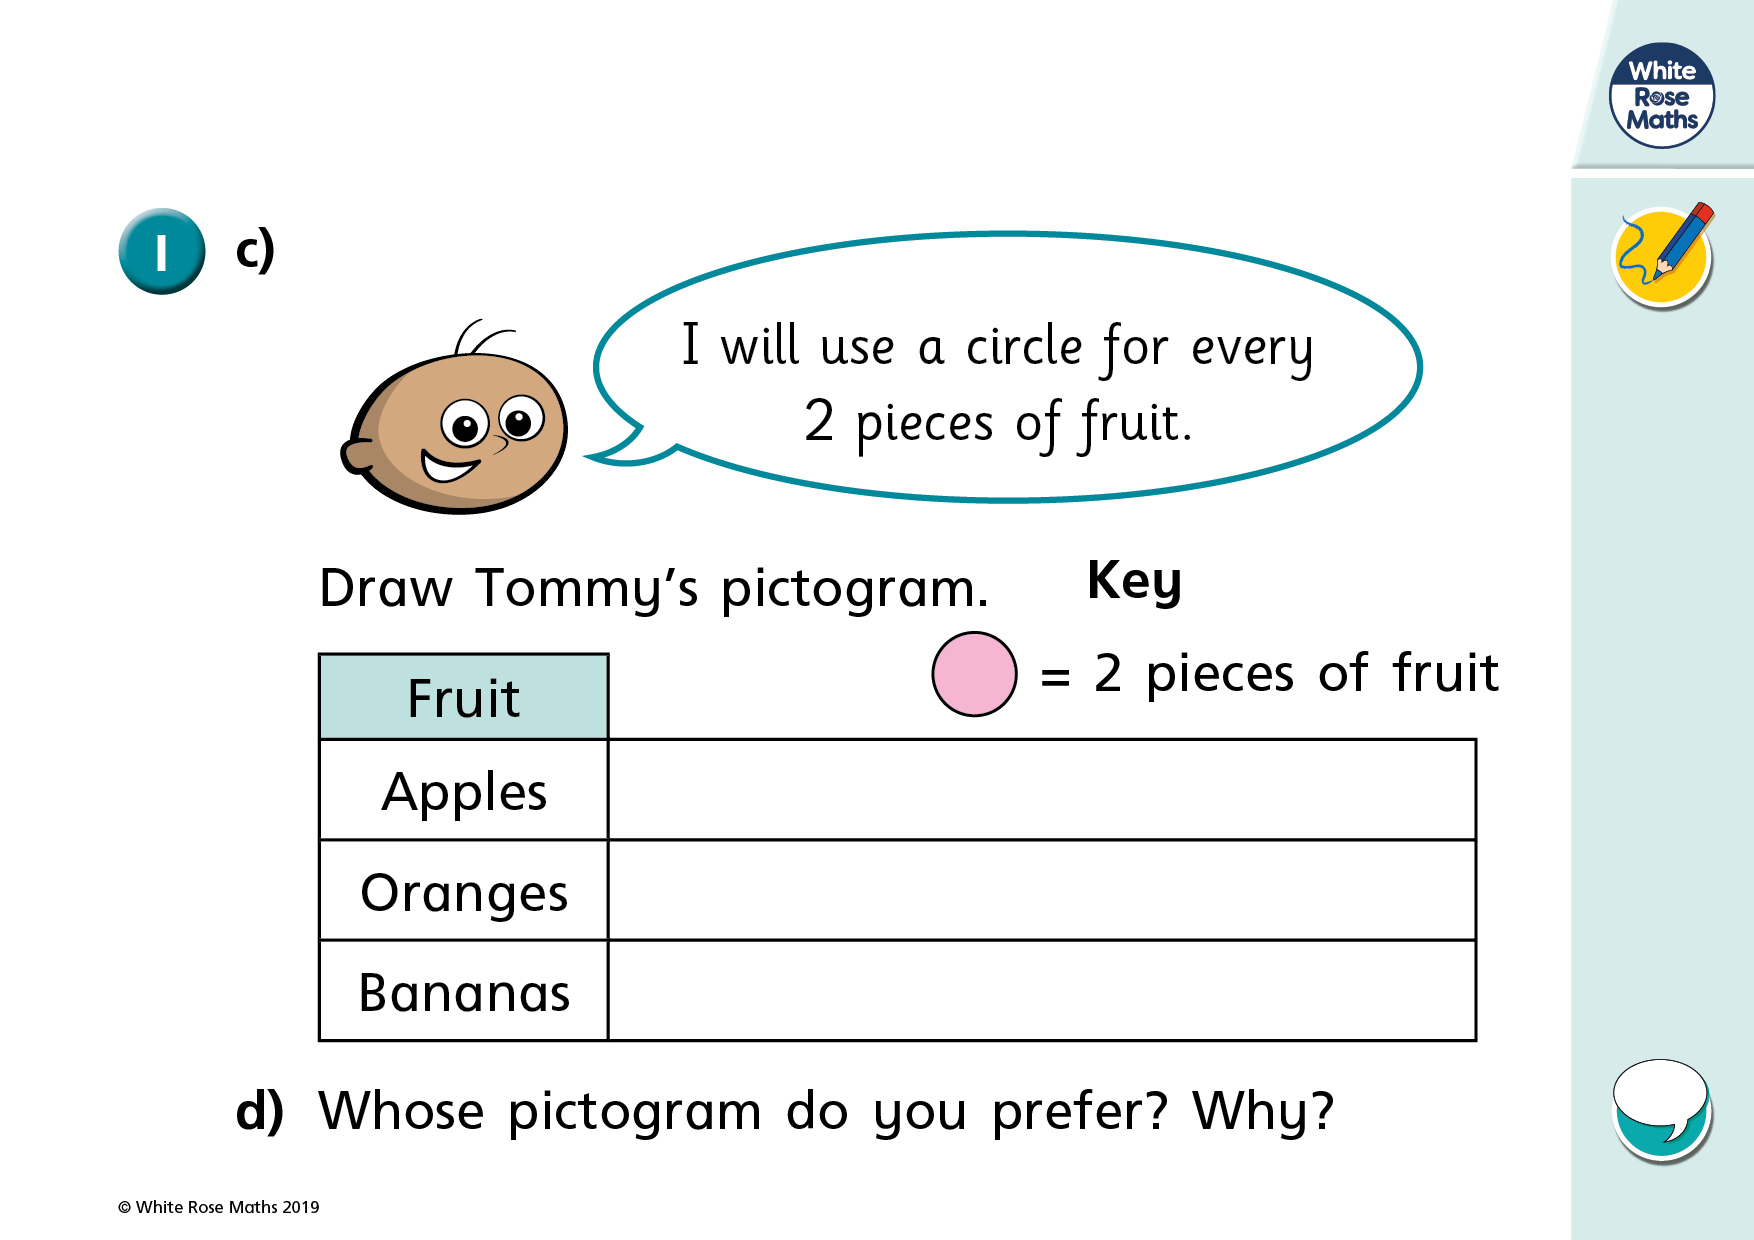 White
Rose
Maths
1 c)
I will use a circle for every
2 pieces of fruit.
Draw Tommy's pictogram.
Key
= 2 pieces of fruit
Fruit
Apples
Oranges
Bananas
d) Whose pictogram do you prefer? Why?
© White Rose Maths 2019